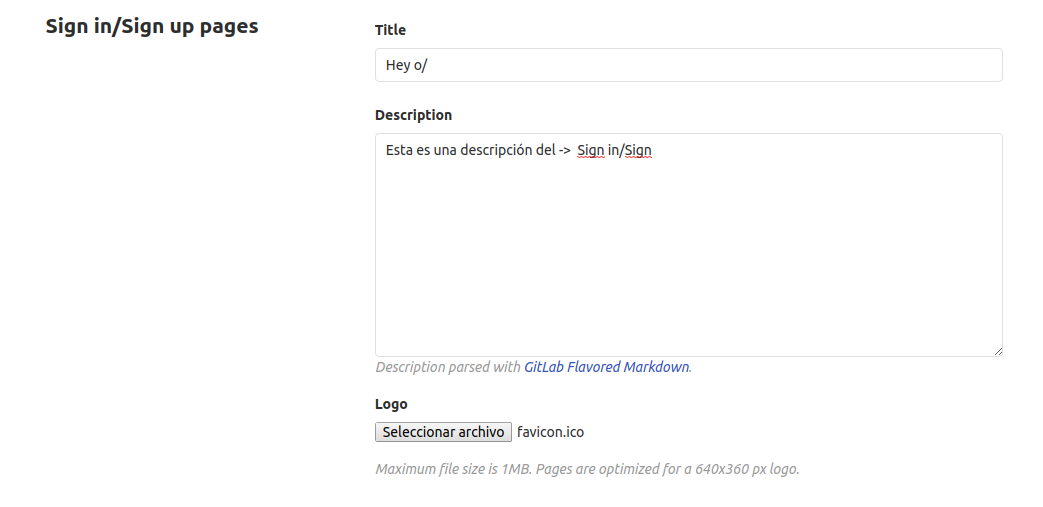 Sign in/Sign up pages
Title
Hey o/
Description
Esta es una descripción del -> Sign in/Sign
Description parsed with GitLab Flavored Markdown.
Logo
Seleccionar archivo favicon.ico
Maximum file size is 1MB. Pages are optimized for a 640x360 px logo.